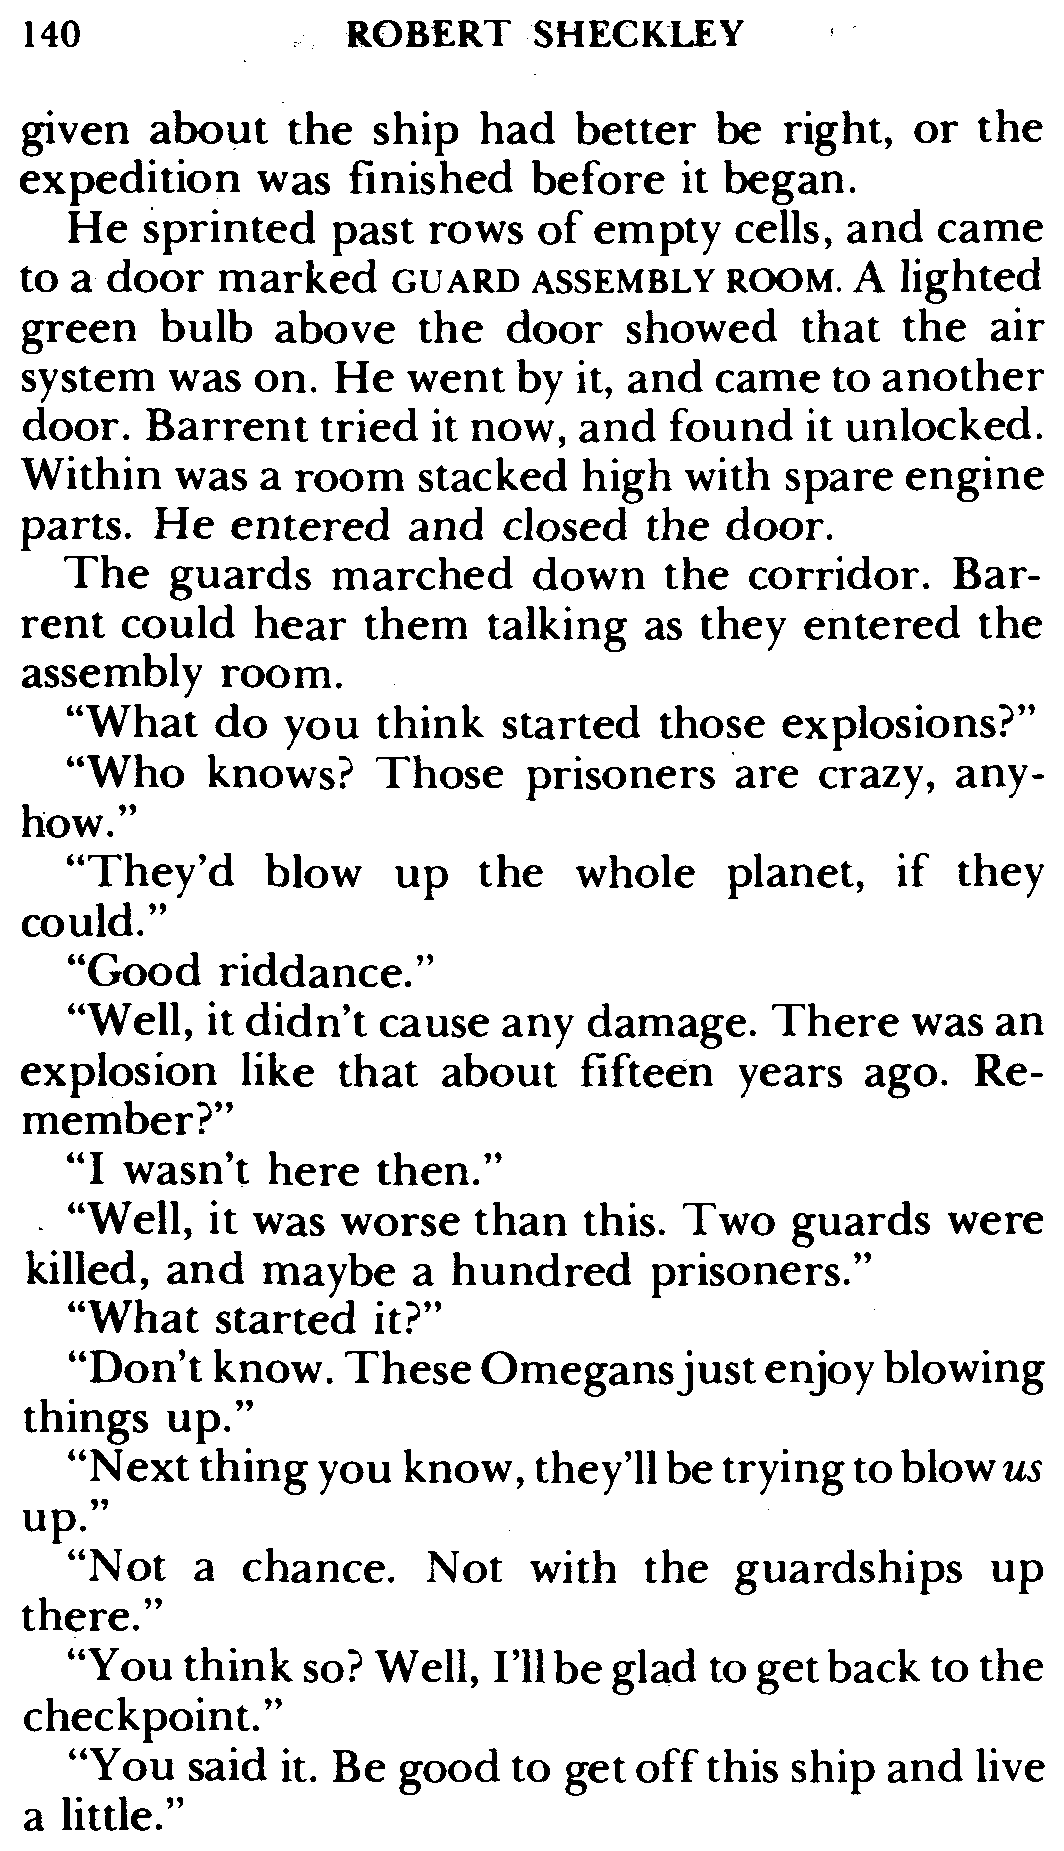 140 ROBERT SHECKLEY
given about the ship had better be right, or the
expedition was finished before it began.
He sprinted past rows of empty cells, and came
to a door marked GUARD ASSEMBLY ROOM. A lighted
green bulb above the door showed that the air
system was on. He went by it, and came to another
door. Barrent tried it now, and found it unlocked.
Within was a room stacked high with spare engine
parts. He entered and closed the door.
The guards marched down the corridor. Bar-
rent could hear them talking as they entered the
assembly room.
“What do you think started those explosions?”
“Who knows? Those prisoners are crazy, any-
how.”
“They’d blow up the whole planet, if they
could.”
“Good riddance.”
“Well, it didn’t cause any damage. There was an
explosion like that about fifteen years ago. Re-
member?”
“I wasn’t here then.”
“Well, it was worse than this. Two guards were
killed, and maybe a hundred prisoners.”
“What started it?”
“Don’t know. These Omegans just enjoy blowing
things up.”
“Next thing you know, they’ll be trying to blow us
up.”
“Not a chance. Not with the guardships up
there.”
“You think so? Well, I’ll be glad to get back to the
checkpoint.”
“You said it. Be good to get off this ship and live
a little.”